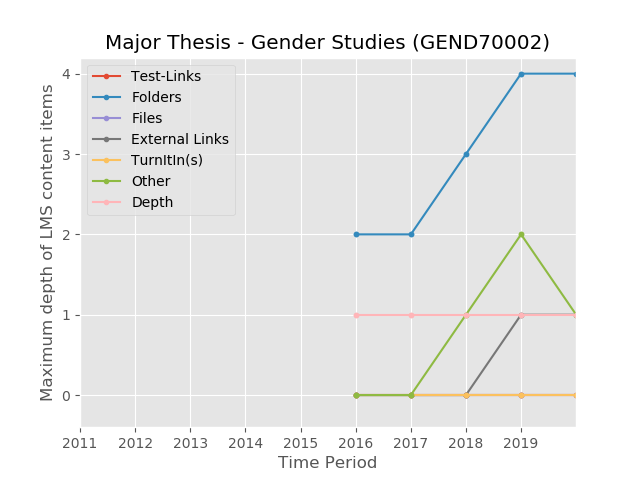 Major Thesis - Gender Studies (GEND70002)
Test-Links
Folders
Files
External Links
TurnItIn(s)
Other
Depth
Maximum depth of LMS content items
4
3
2
1
0
2011 2012 2013 2014 2015 2016 2017 2018 2019
Time Period